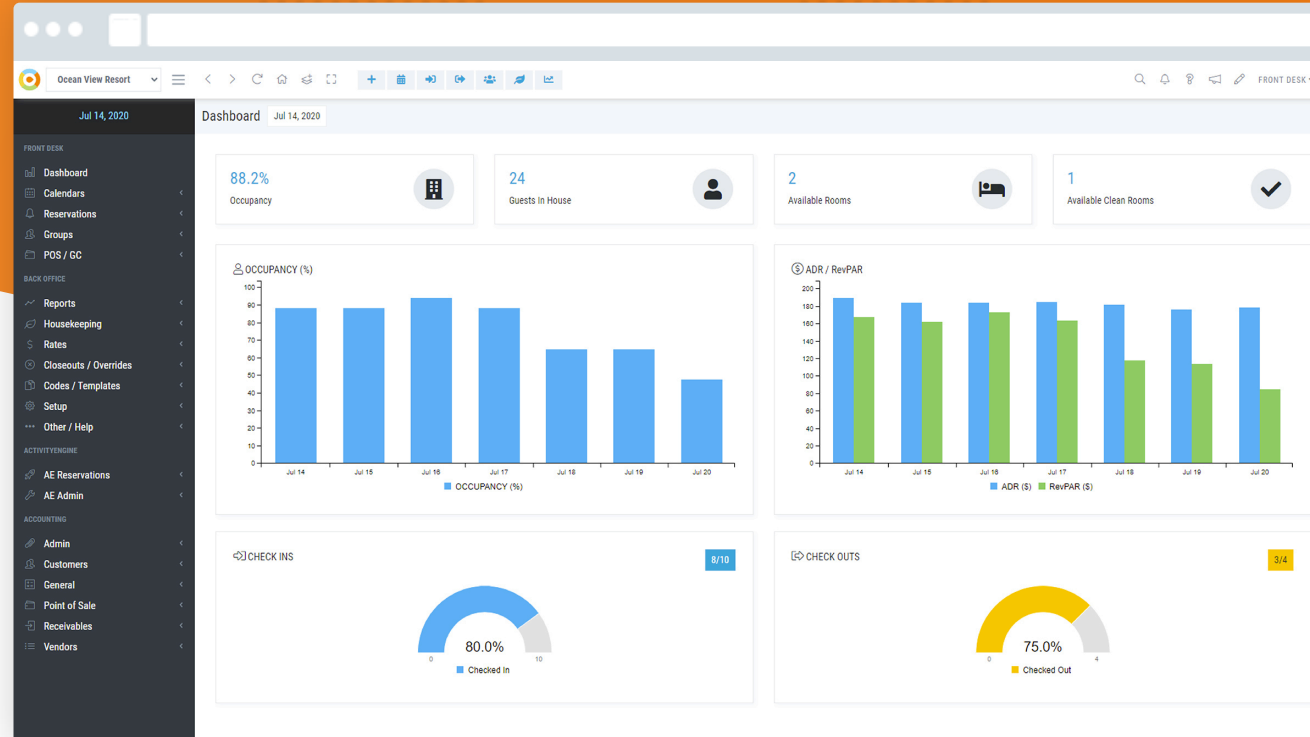 Ocean View Resort
FRONT DESK
Jul 14, 2020
Dashboard
Jul 14, 2020
FRONT DESK
Dashboard
Calendars
Reservations
Groups
POS / GC
BACK OFFICE
Reports
Housekeeping
Rates
Closeouts / Overrides
Codes / Templates
Setup
Other / Help
ACTIVITYENGINE
AE Reservations
AE Admin
ACCOUNTING
Admin
Customers
General
Point of Sale
Receivables
Vendors
88.2%
Occupancy
24
Guests In House
2
Available Rooms
1
Available Clean Rooms
OCCUPANCY (%)
100
90
80
70
60
50
40
30
20
10
0
Jul 14 Jul 15 Jul 16 Jul 17 Jul 18 Jul 19 Jul 20
OCCUPANCY (%)
ADR / RevPAR
200
180
160
140
120
100
80
60
40
20
0
Jul 14 Jul 15 Jul 16 Jul 17 Jul 18 Jul 19 Jul 20
ADR ($) RevPAR ($)
CHECK INS
8/10
80.0%
0 10
Checked In
CHECK OUTS
3/4
75.0%
0 4
Checked Out